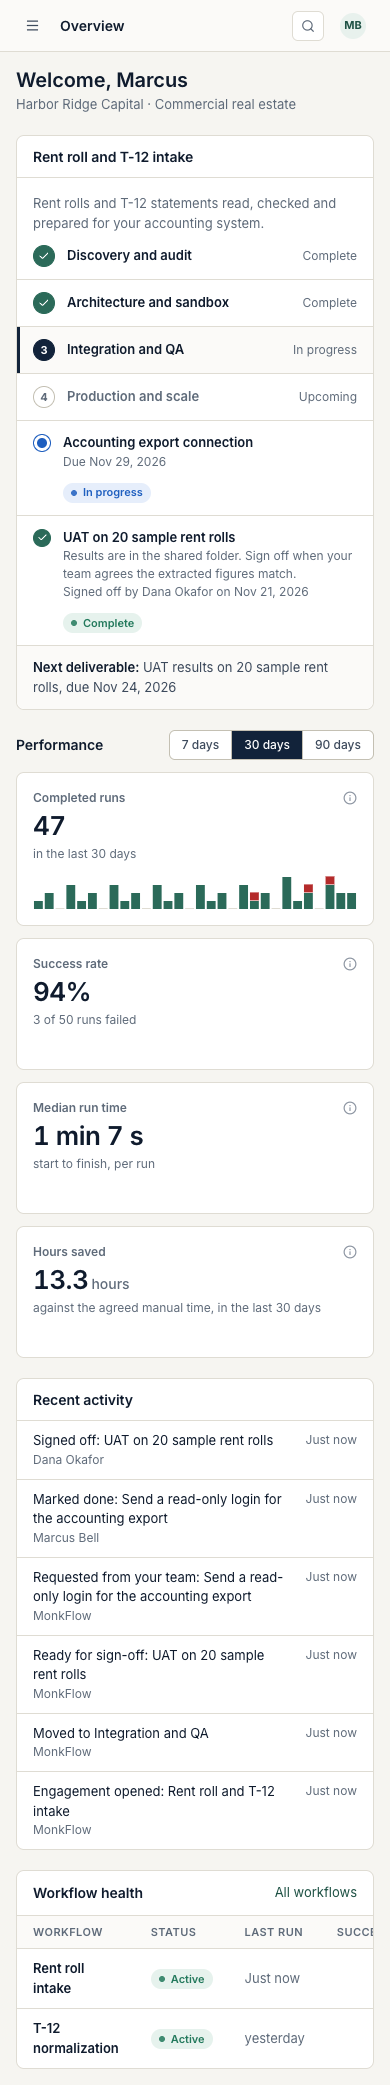 Overview
MB
Welcome, Marcus
Harbor Ridge Capital · Commercial real estate
Rent roll and T-12 intake
Rent rolls and T-12 statements read, checked and
prepared for your accounting system.
Discovery and audit Complete
Architecture and sandbox Complete
3 Integration and QA In progress
4 Production and scale Upcoming
Accounting export connection
Due Nov 29, 2026
In progress
UAT on 20 sample rent rolls
Results are in the shared folder. Sign off when your
team agrees the extracted figures match.
Signed off by Dana Okafor on Nov 21, 2026
Complete
Next deliverable: UAT results on 20 sample rent
rolls, due Nov 24, 2026
Performance 7 days 30 days 90 days
Completed runs
47
in the last 30 days
Success rate
94%
3 of 50 runs failed
Median run time
1 min 7 s
start to finish, per run
Hours saved
13.3 hours
against the agreed manual time, in the last 30 days
Recent activity
Signed off: UAT on 20 sample rent rolls Just now
Dana Okafor
Marked done: Send a read-only login for Just now
the accounting export
Marcus Bell
Requested from your team: Send a read- Just now
only login for the accounting export
MonkFlow
Ready for sign-off: UAT on 20 sample Just now
rent rolls
MonkFlow
Moved to Integration and QA Just now
MonkFlow
Engagement opened: Rent roll and T-12 Just now
intake
MonkFlow
Workflow health All workflows
WORKFLOW STATUS LAST RUN SUCCE
Rent roll
intake Active Just now
T-12
normalization Active yesterday